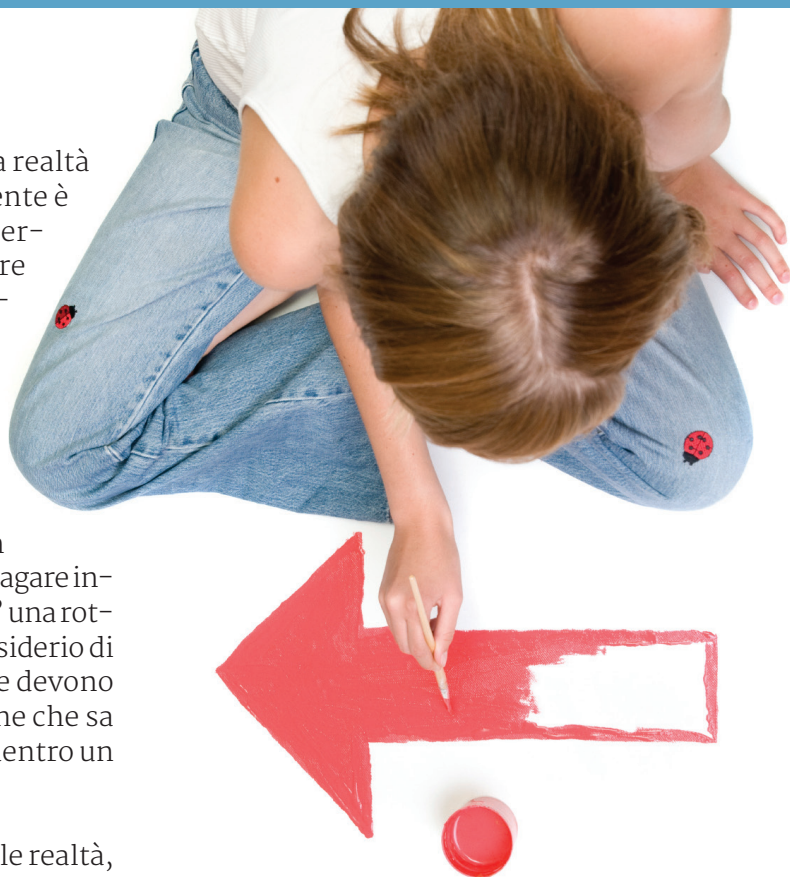 a realtà
ente è
er-
re
-
n
agare in-
° una rot-
siderio di
e devono
ne che sa
entro un
le realtà,